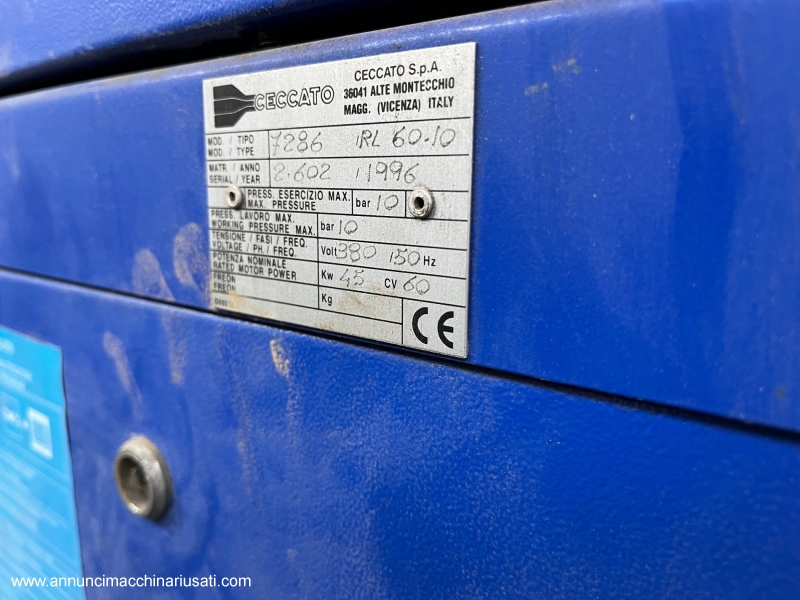 CECCATO
CECCATO S.p.A.
36041 ALTE MONTECCHIO
MAGG. (VICENZA) ITALY
MOD. / TIPO
MOD. / TYPE
7286 IRL 60-10
MATR. / ANNO
SERIAL / YEAR
2.602 / 1996
PRESS. ESERCIZIO MAX.
MAX. PRESSURE
bar 10
PRESS. LAVORO MAX.
WORKING PRESSURE MAX.
bar 10
TENSIONE / FASI / FREQ.
VOLTAGE / PH. / FREQ.
Volt 380 / 50 Hz
POTENZA NOMINALE
RATED MOTOR POWER
Kw 45 CV 60
FREON
FREON
Kg
CE
www.annuncimacchinariusati.com